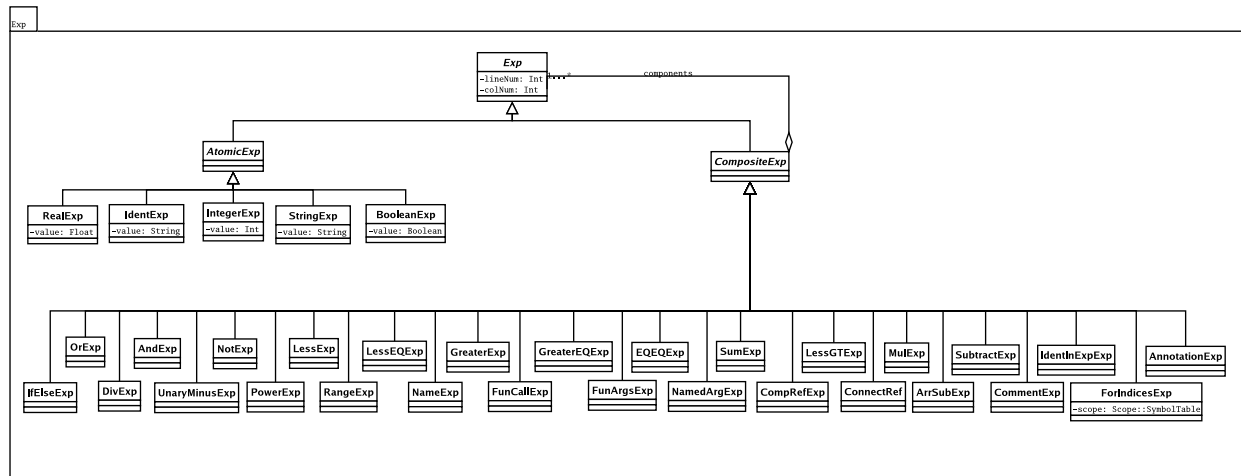 Exp
Exp
-lineNum: Int
-colNum: Int
1...*
components
AtomicExp
CompositeExp
RealExp
-value: Float
IdentExp
-value: String
IntegerExp
-value: Int
StringExp
-value: String
BooleanExp
-value: Boolean
OrExp
AndExp
NotExp
LessExp
LessEQExp
GreaterExp
GreaterEQExp
EQEQExp
SumExp
LessGTExp
MulExp
SubtractExp
IdentInExpExp
AnnotationExp
IfElseExp
DivExp
UnaryMinusExp
PowerExp
RangeExp
NameExp
FunCallExp
FunArgsExp
NamedArgExp
CompRefExp
ConnectRef
ArrSubExp
CommentExp
ForIndicesExp
-scope: Scope::SymbolTable